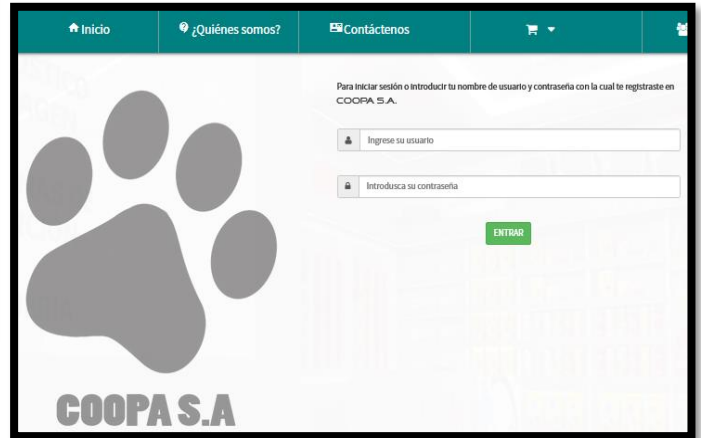 Inicio
¿Quiénes somos?
Contáctenos
Para iniciar sesión o introducir tu nombre de usuario y contraseña con la cual te registraste en
COOPA S.A.
Ingrese su usuario
Introdusca su contraseña
ENTRAR
COOPA S.A